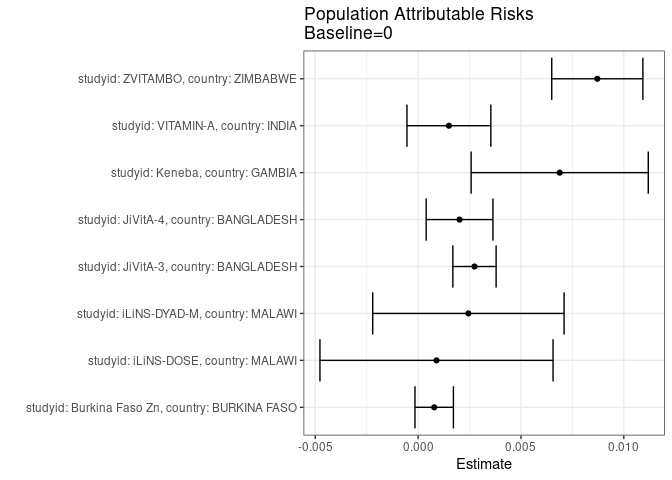 Population Attributable Risks
Baseline=0
studyid: ZVITAMBO, country: ZIMBABWE
studyid: VITAMIN-A, country: INDIA
studyid: Keneba, country: GAMBIA
studyid: JiVitA-4, country: BANGLADESH
studyid: JiVitA-3, country: BANGLADESH
studyid: iLiNS-DYAD-M, country: MALAWI
studyid: iLiNS-DOSE, country: MALAWI
studyid: Burkina Faso Zn, country: BURKINA FASO
-0.005 0.000 0.005 0.010
Estimate